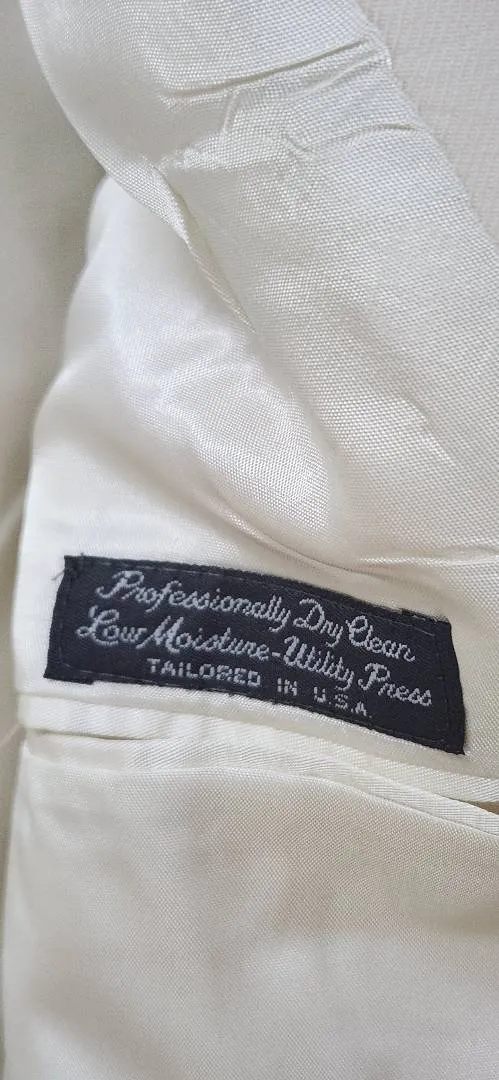 Professionally Dry Clean
Low Moisture-Utility Press
TAILORED IN U.S.A.